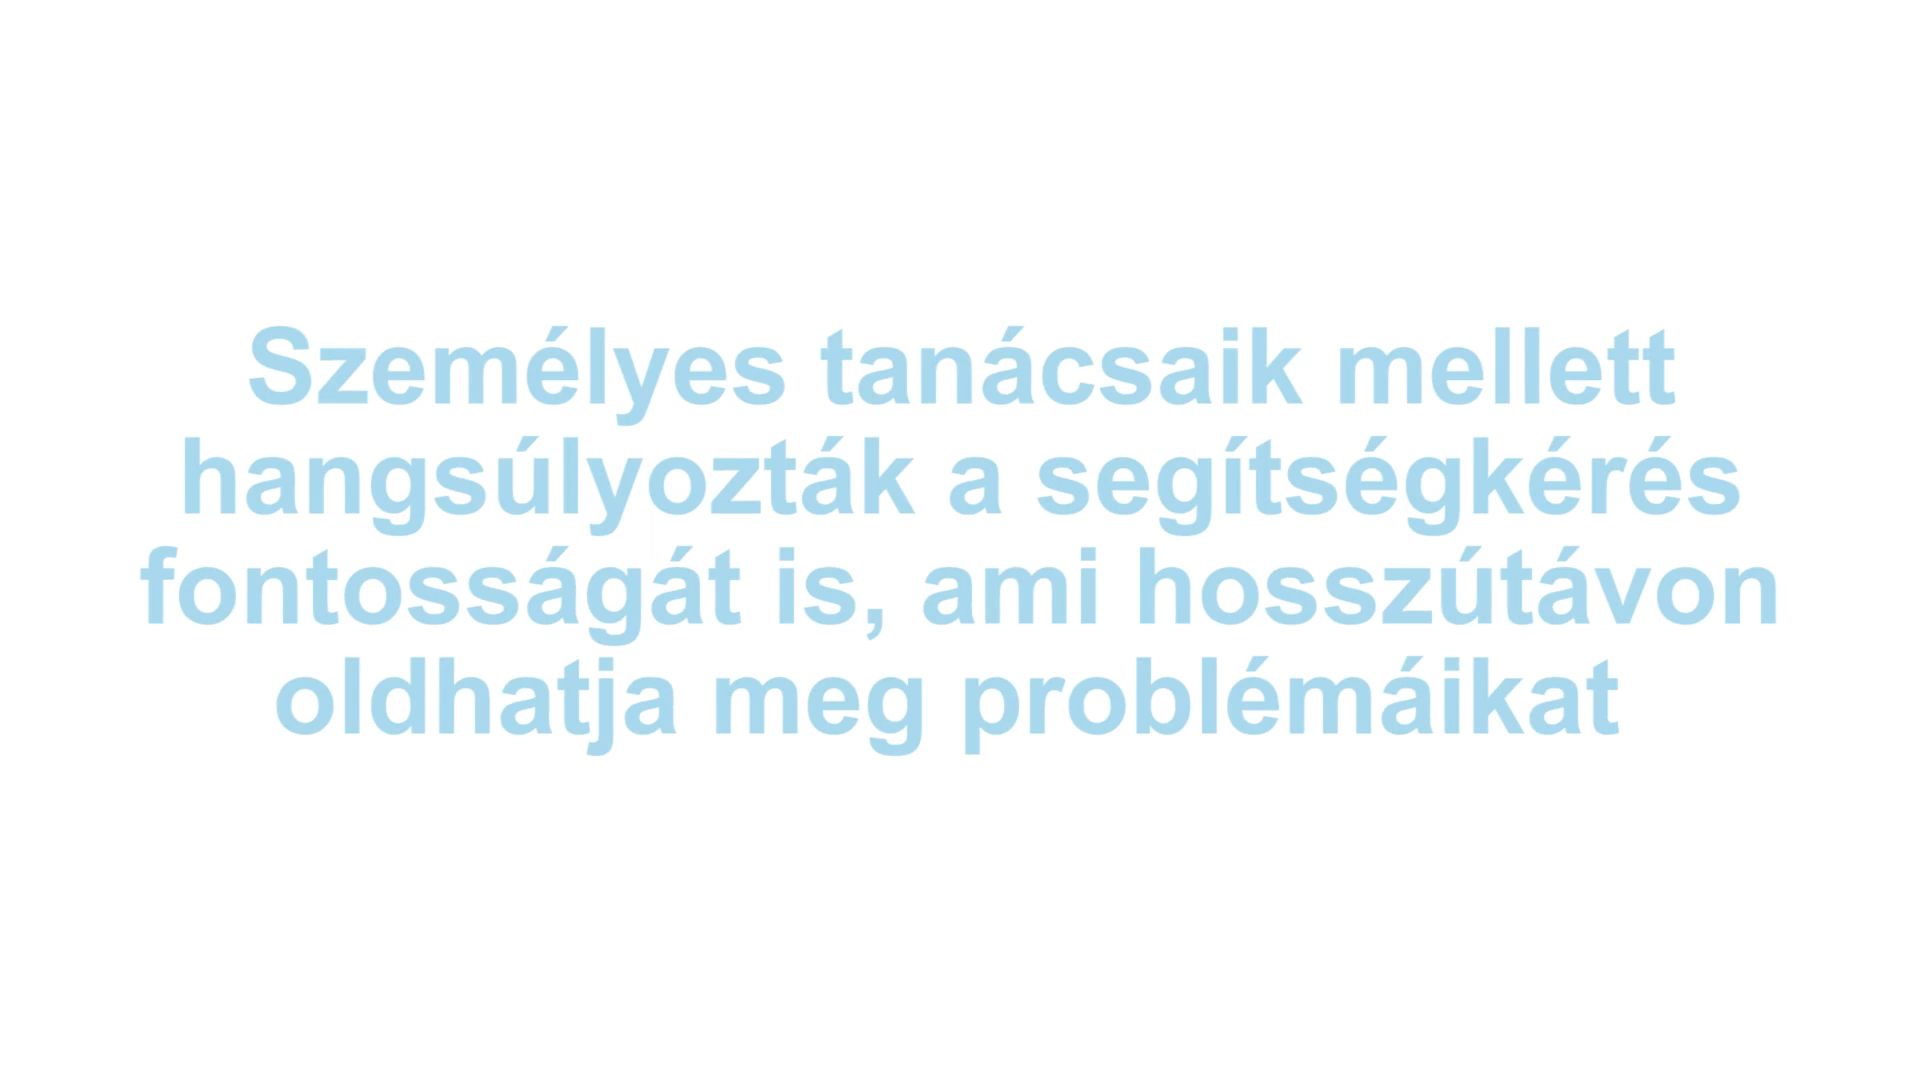 Személyes tanácsaik mellett
hangsúlyozták a segítségkérés
fontosságát is, ami hosszútávon
oldhatja meg problémáikat